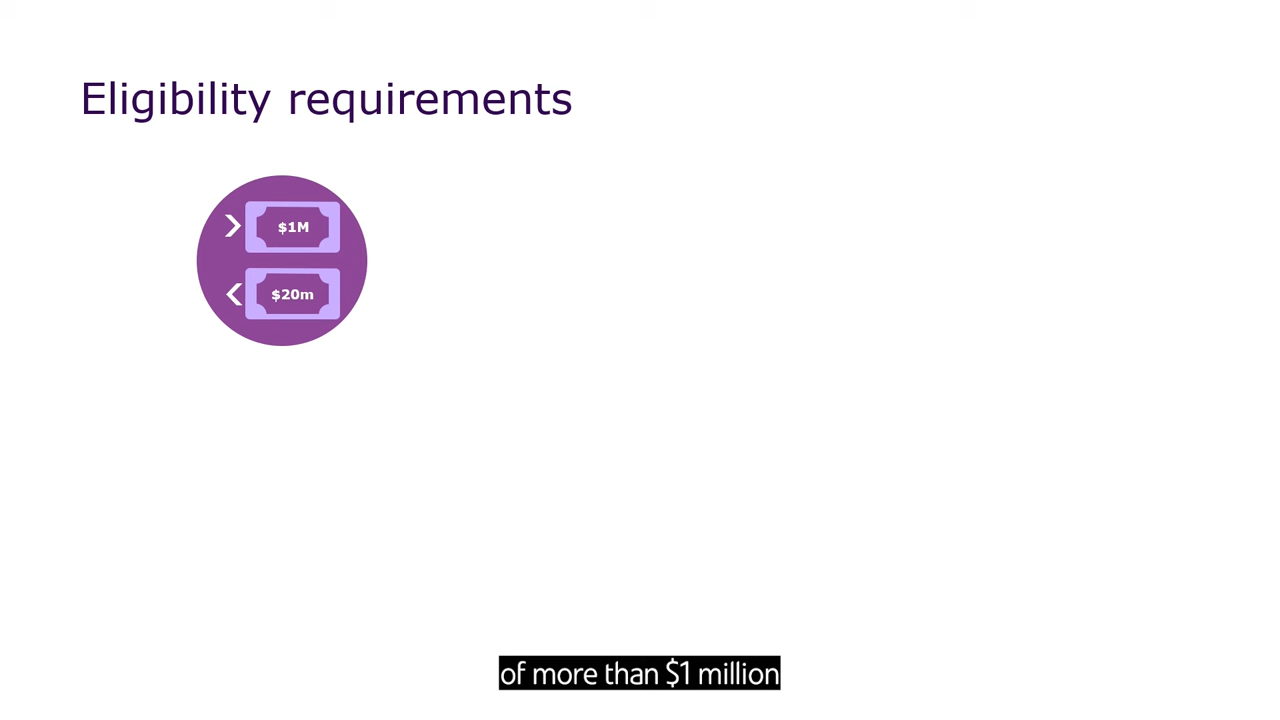 Eligibility requirements
> $1M
< $20m
of more than $1 million